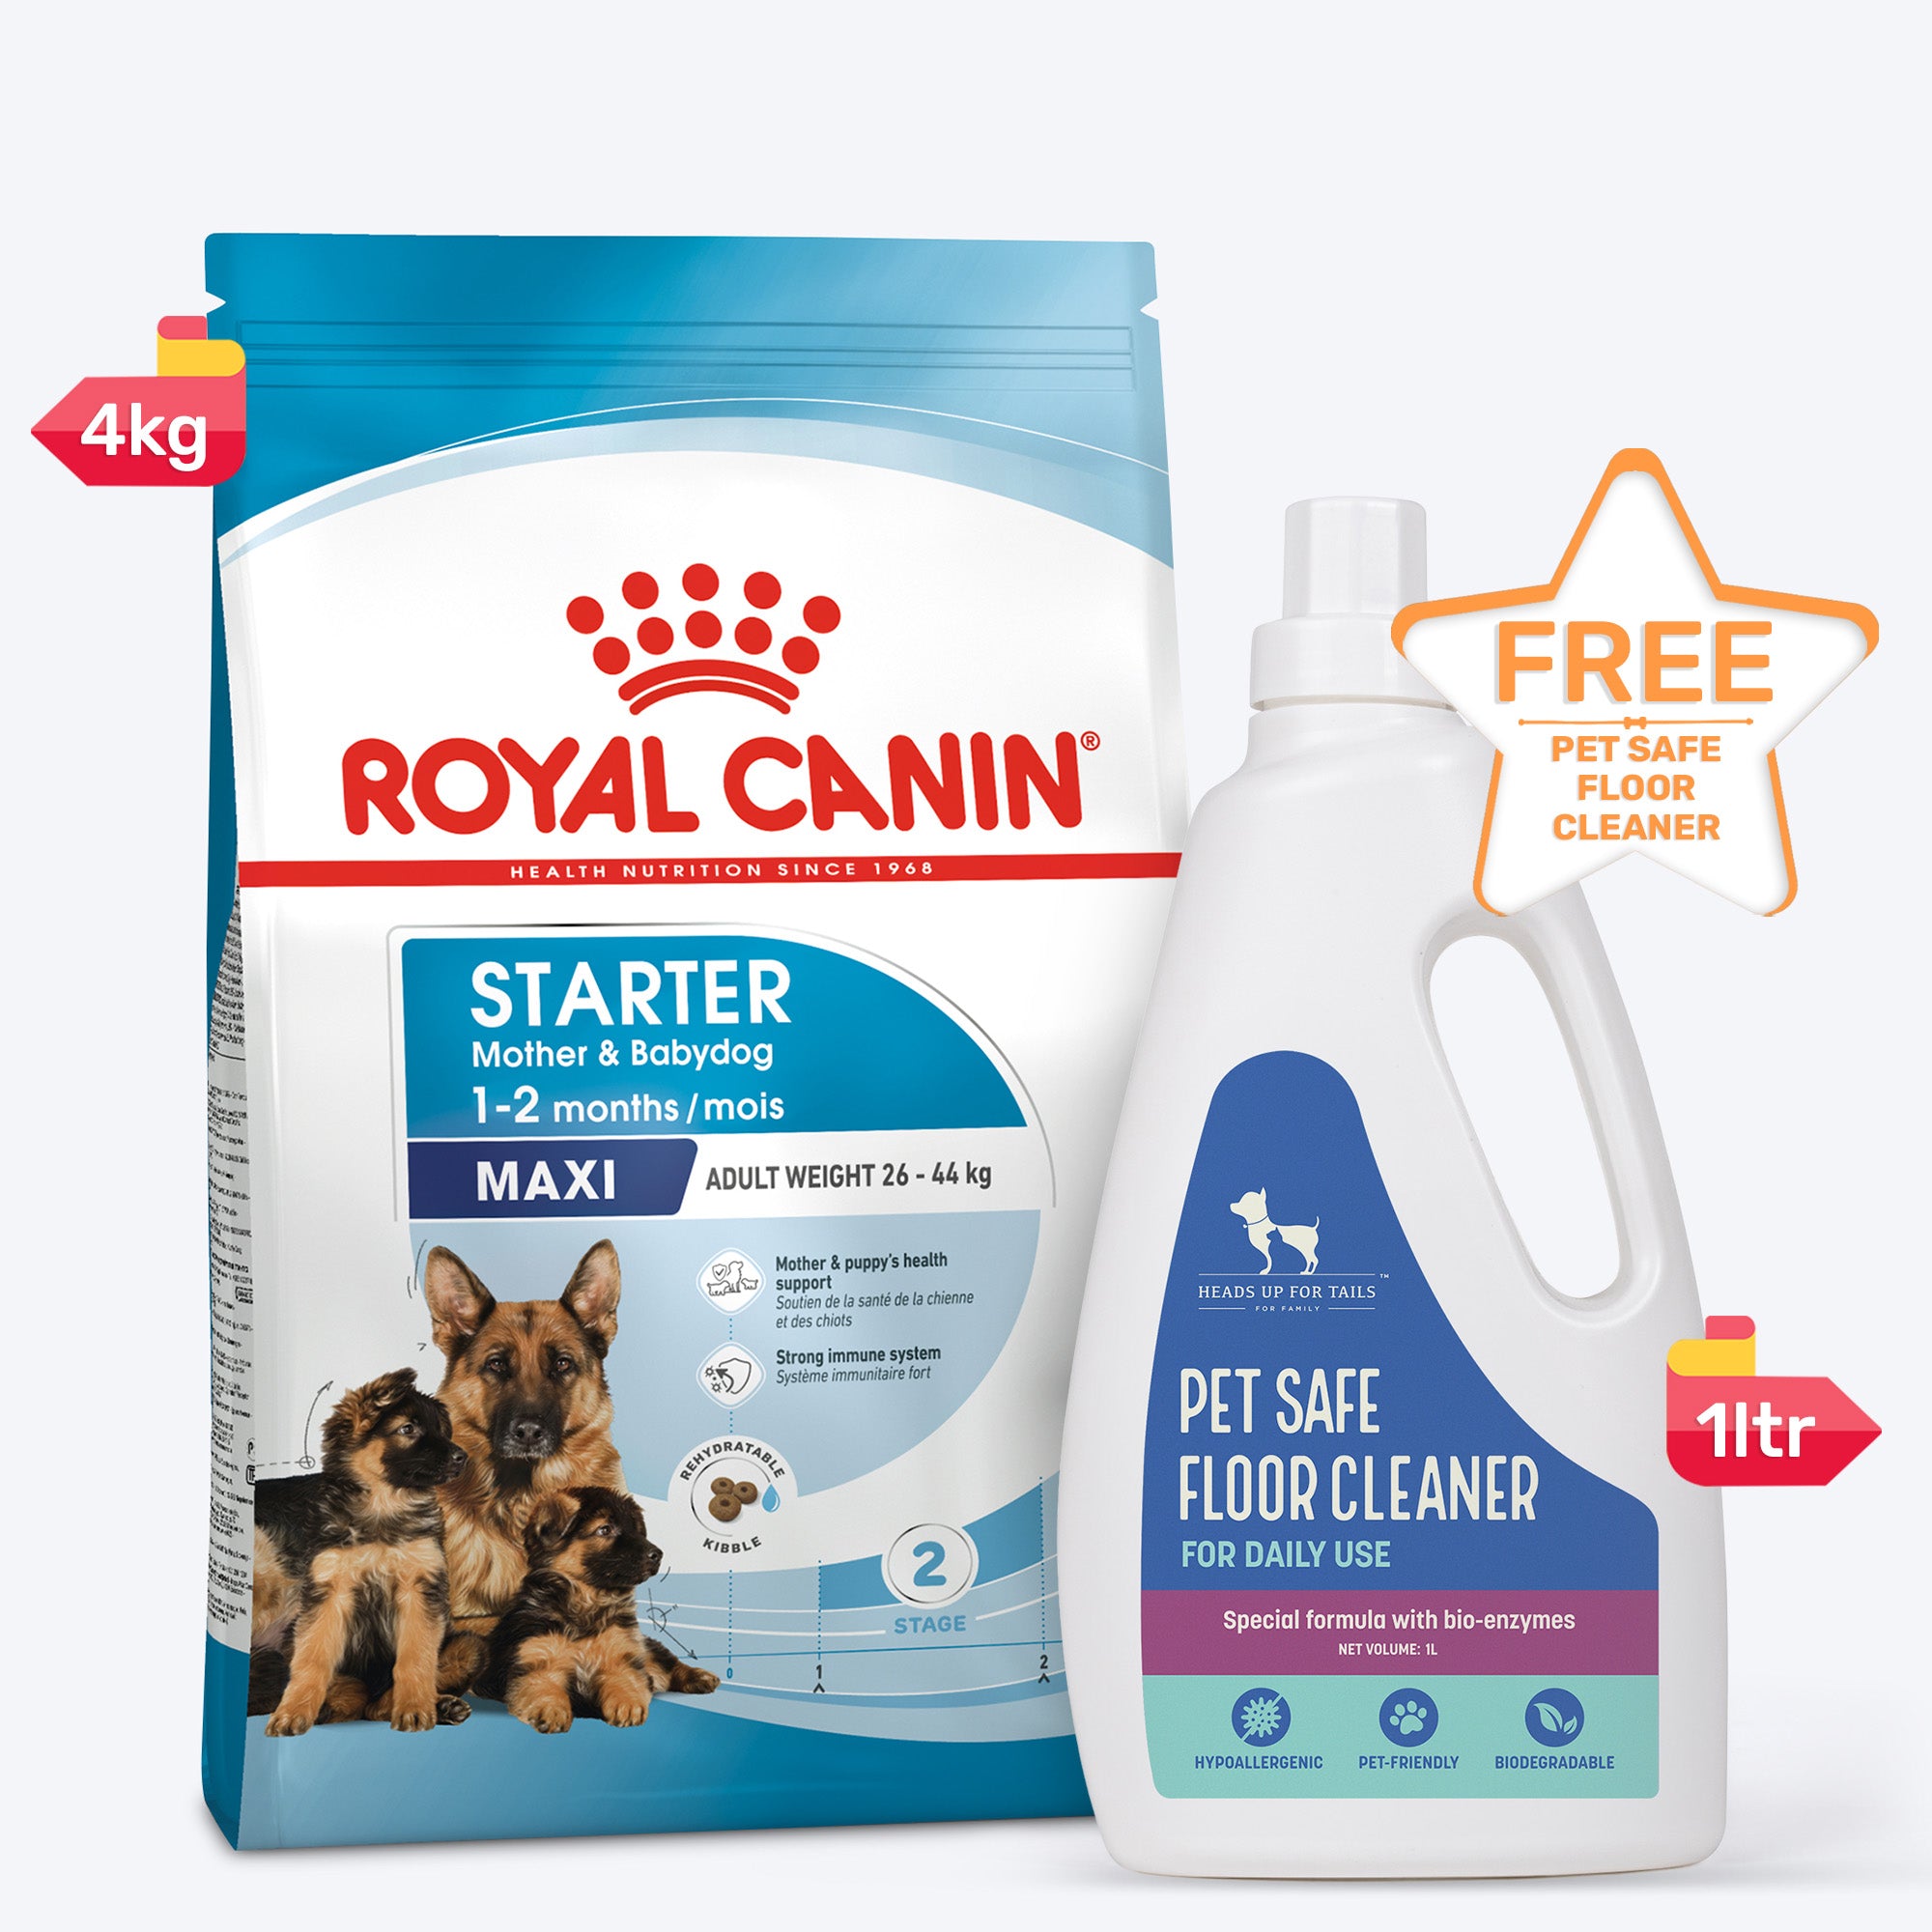 4kg
ROYAL CANIN®
HEALTH NUTRITION SINCE 1968
STARTER
Mother & Babydog
1-2 months/mois
MAXI
ADULT WEIGHT 26 - 44 kg
Mother & puppy's health
support
Soutien de la santé de la chienne
et des chiots
Strong immune system
Système immunitaire fort
REHYDRATABLE
KIBBLE
2
STAGE
0
1
2
FREE
PET SAFE
FLOOR
CLEANER
HEADS UP FOR TAILS™
FOR FAMILY
PET SAFE
FLOOR CLEANER
FOR DAILY USE
Special formula with bio-enzymes
NET VOLUME: 1L
HYPOALLERGENIC
PET-FRIENDLY
BIODEGRADABLE
1ltr